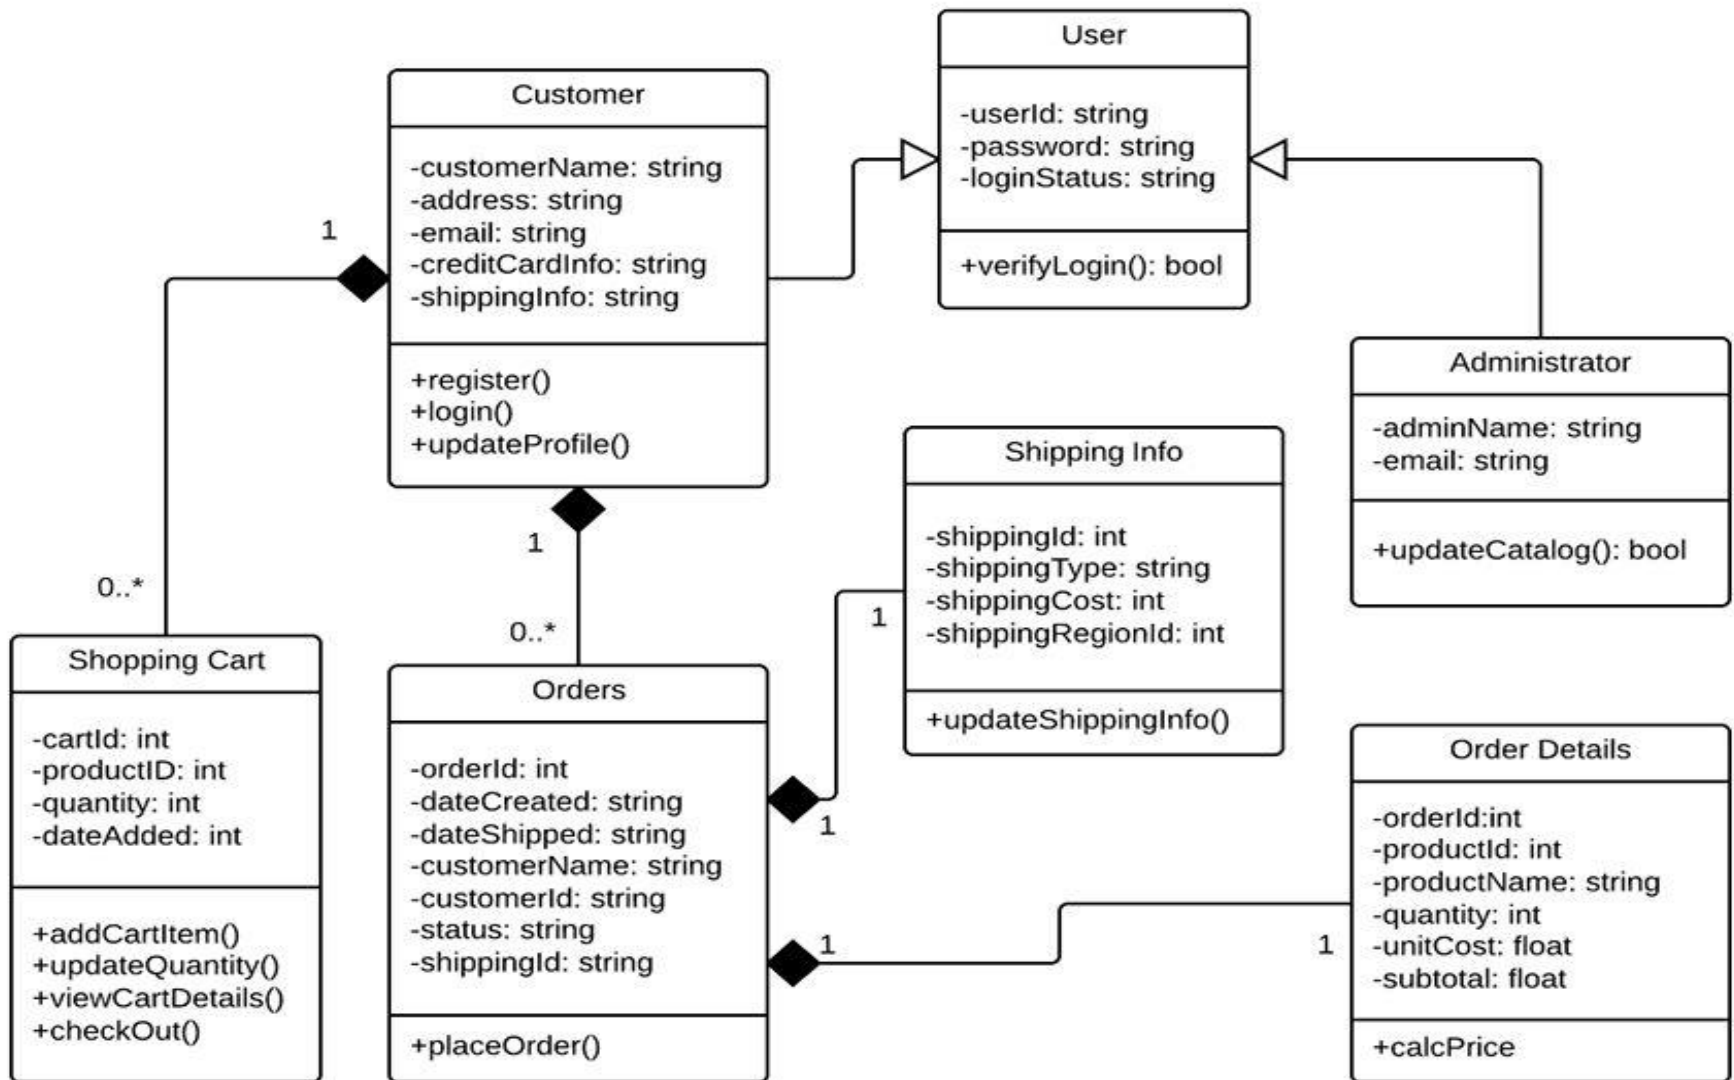 User
-userId: string
-password: string
-loginStatus: string
+verifyLogin(): bool
Customer
-customerName: string
-address: string
-email: string
-creditCardInfo: string
-shippingInfo: string
+register()
+login()
+updateProfile()
1
0..*
1
0..*
Administrator
-adminName: string
-email: string
+updateCatalog(): bool
Shipping Info
-shippingId: int
-shippingType: string
-shippingCost: int
-shippingRegionId: int
+updateShippingInfo()
1
1
Shopping Cart
-cartId: int
-productID: int
-quantity: int
-dateAdded: int
+addCartItem()
+updateQuantity()
+viewCartDetails()
+checkOut()
Orders
-orderId: int
-dateCreated: string
-dateShipped: string
-customerName: string
-customerId: string
-status: string
-shippingId: string
+placeOrder()
1
1
Order Details
-orderId:int
-productId: int
-productName: string
-quantity: int
-unitCost: float
-subtotal: float
+calcPrice